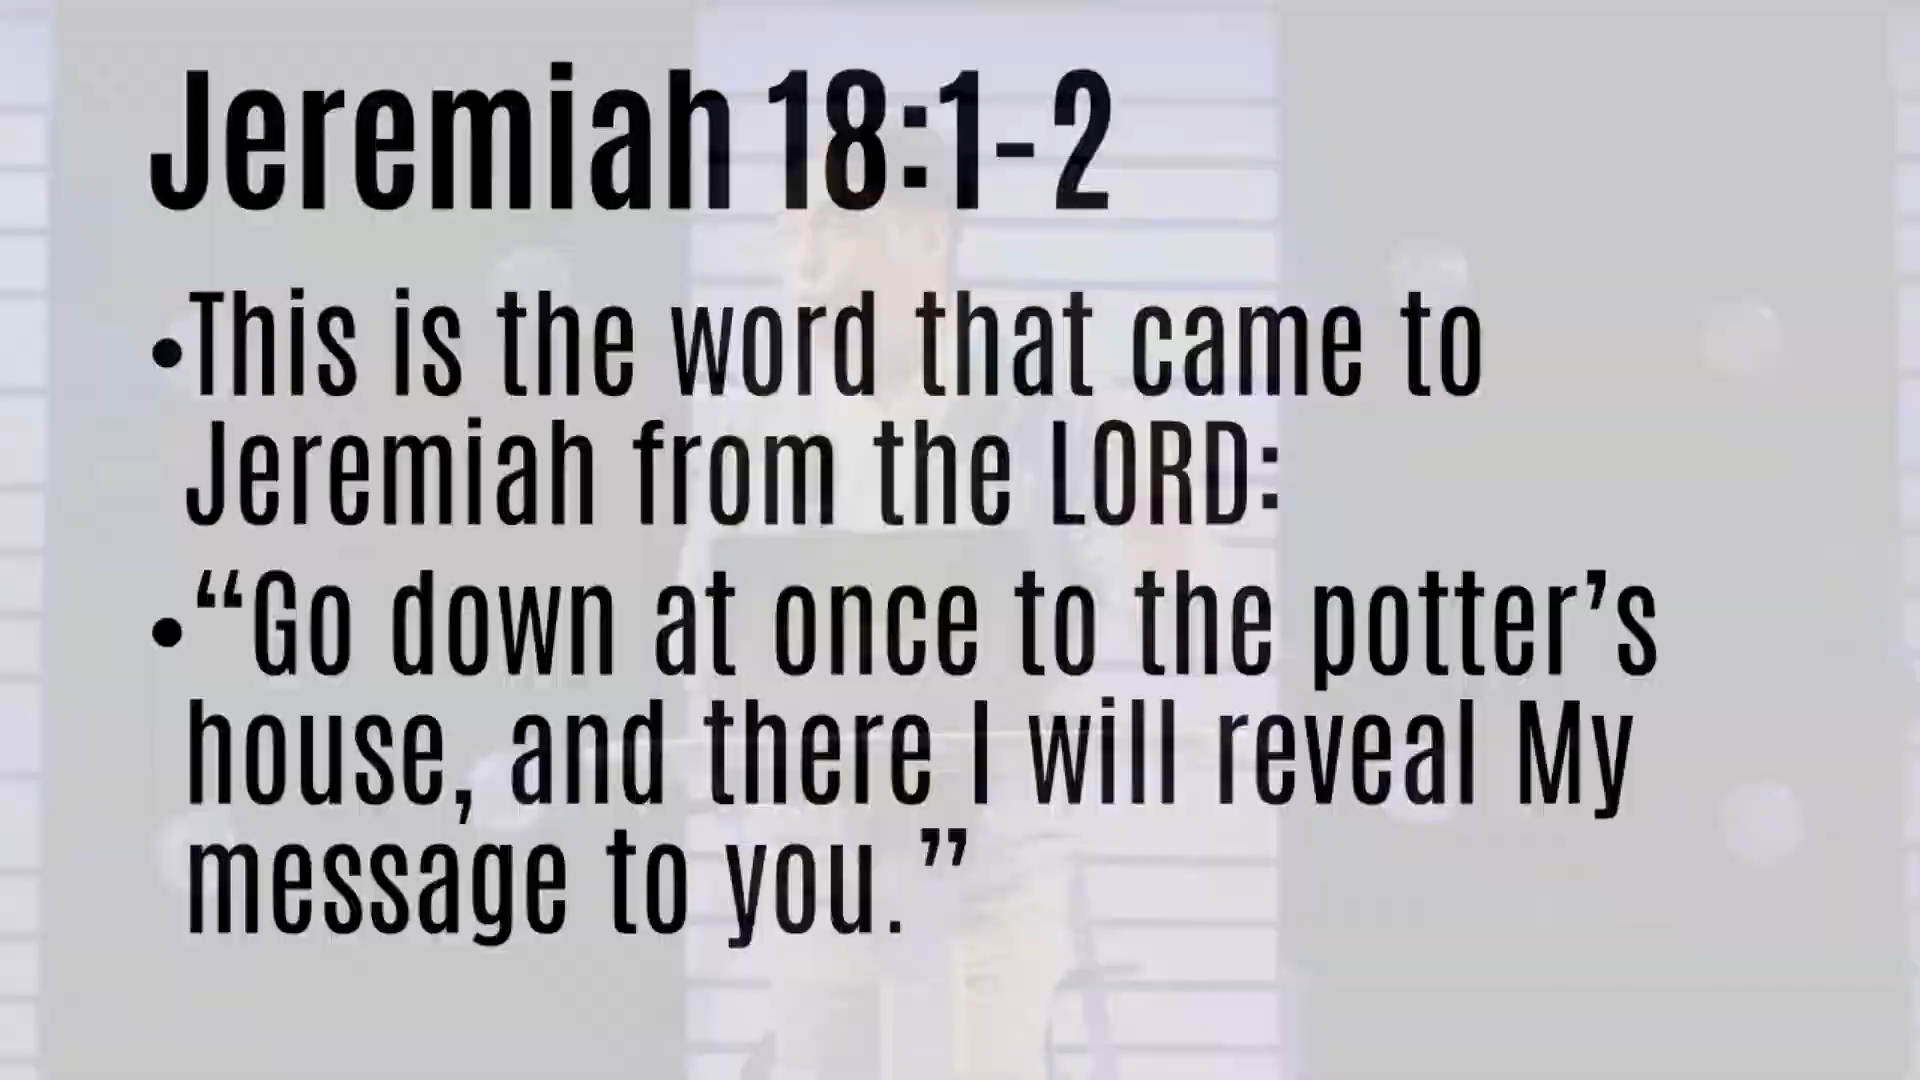 Jeremiah 18:1-2
•This is the word that came to
Jeremiah from the LORD:
•“Go down at once to the potter’s
house, and there I will reveal My
message to you.”